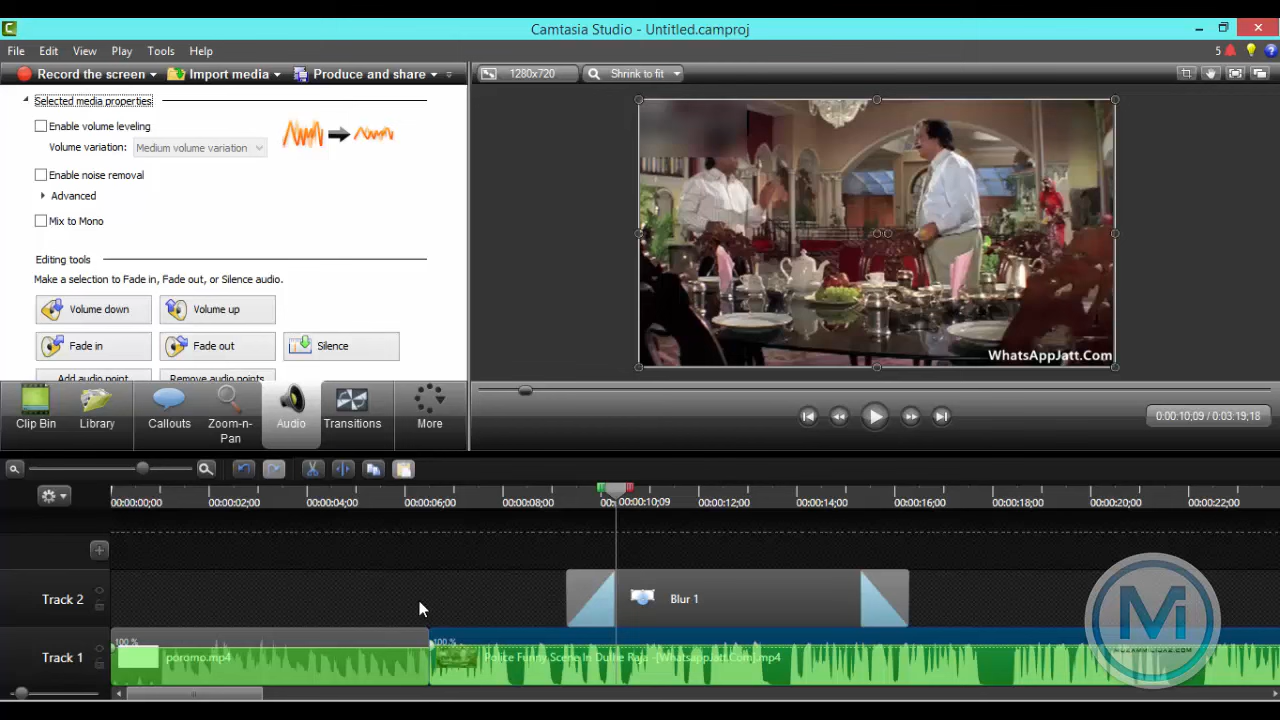 Camtasia Studio - Untitled.camproj
File Edit View Play Tools Help
5
Record the screen Import media Produce and share
1280x720 Shrink to fit
Selected media properties
Enable volume leveling
Volume variation: Medium volume variation
Enable noise removal
Advanced
Mix to Mono
Editing tools
Make a selection to Fade in, Fade out, or Silence audio.
Volume down Volume up
Fade in Fade out Silence
Add audio point Remove audio points
WhatsAppJatt.Com
Clip Bin Library Callouts Zoom-n-Pan Audio Transitions More
0:00:10;09 / 0:03:19;18
00:00:00;00 00:00:02;00 00:00:04;00 00:00:06;00 00:00:08;00 00: 00:00:10;09 00:00:12;00 00:00:14;00 00:00:16;00 00:00:18;00 00:00:20;00 00:00:22;00
Track 2 Blur 1
100 % 100 %
Track 1 poromo.mp4 Police Funny Scene In Dulhe Raja -[WhatsappJatt.Com].mp4
M